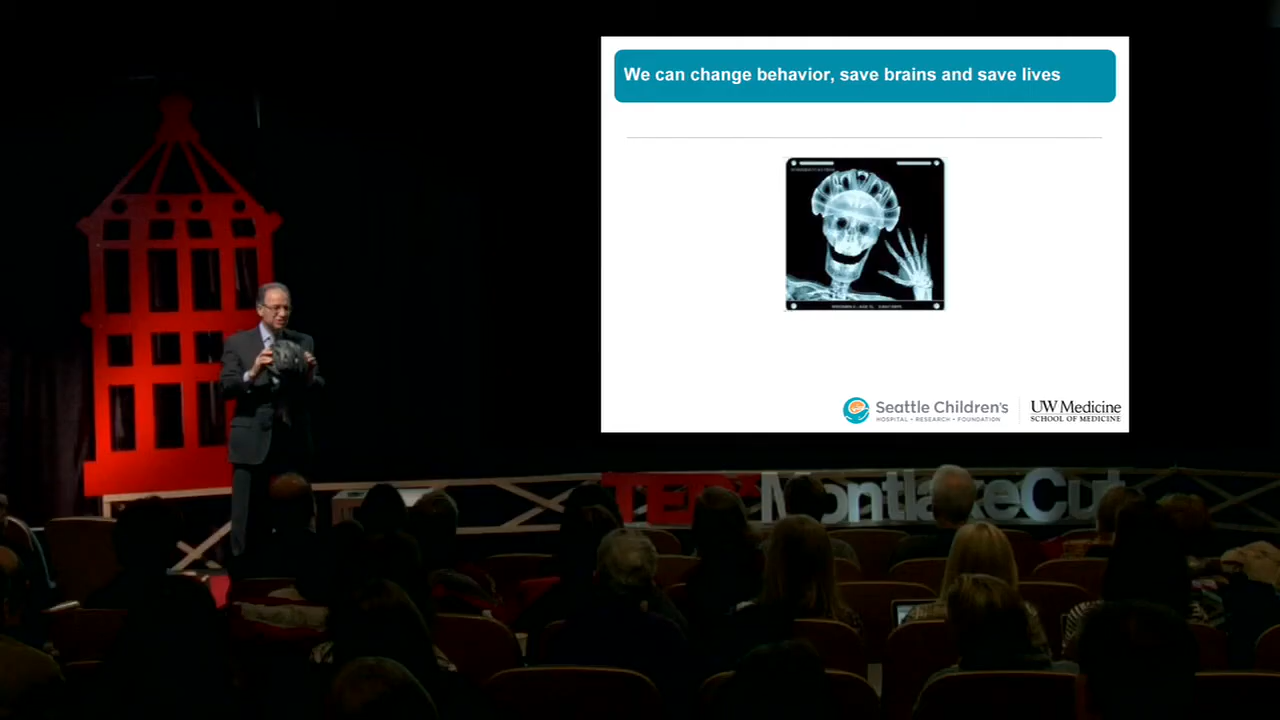 We can change behavior, save brains and save lives
Seattle Children's
HOSPITAL • RESEARCH • FOUNDATION
UW Medicine
SCHOOL OF MEDICINE
TEDxMontlakeCut